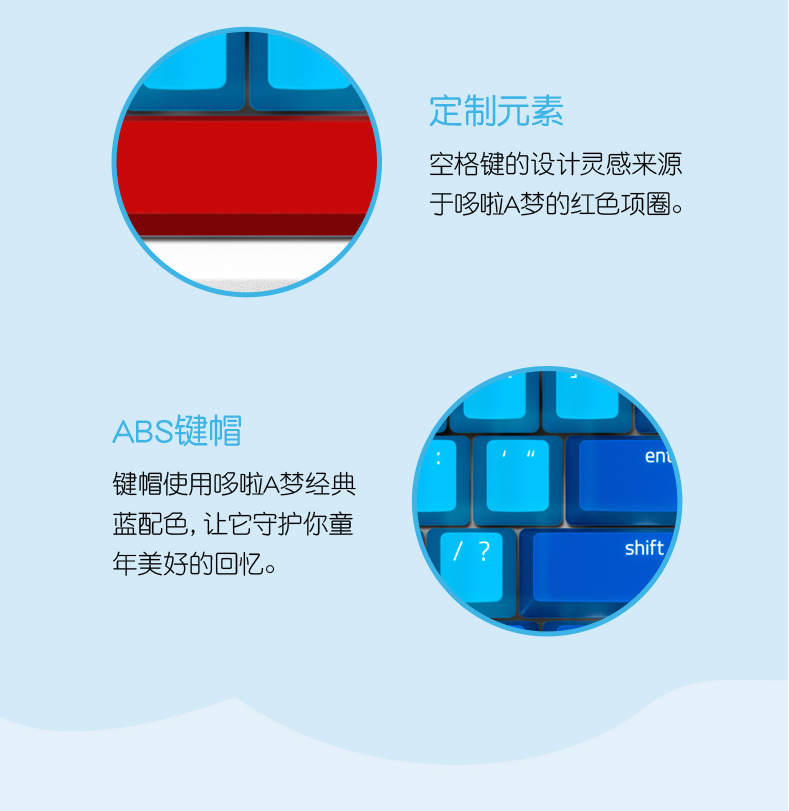 定制元素
空格键的设计灵感来源
于哆啦A梦的红色项圈。
ABS键帽
键帽使用哆啦A梦经典
蓝配色, 让它守护你童
年美好的回忆。
: ′ ″ ent
/ ? shift